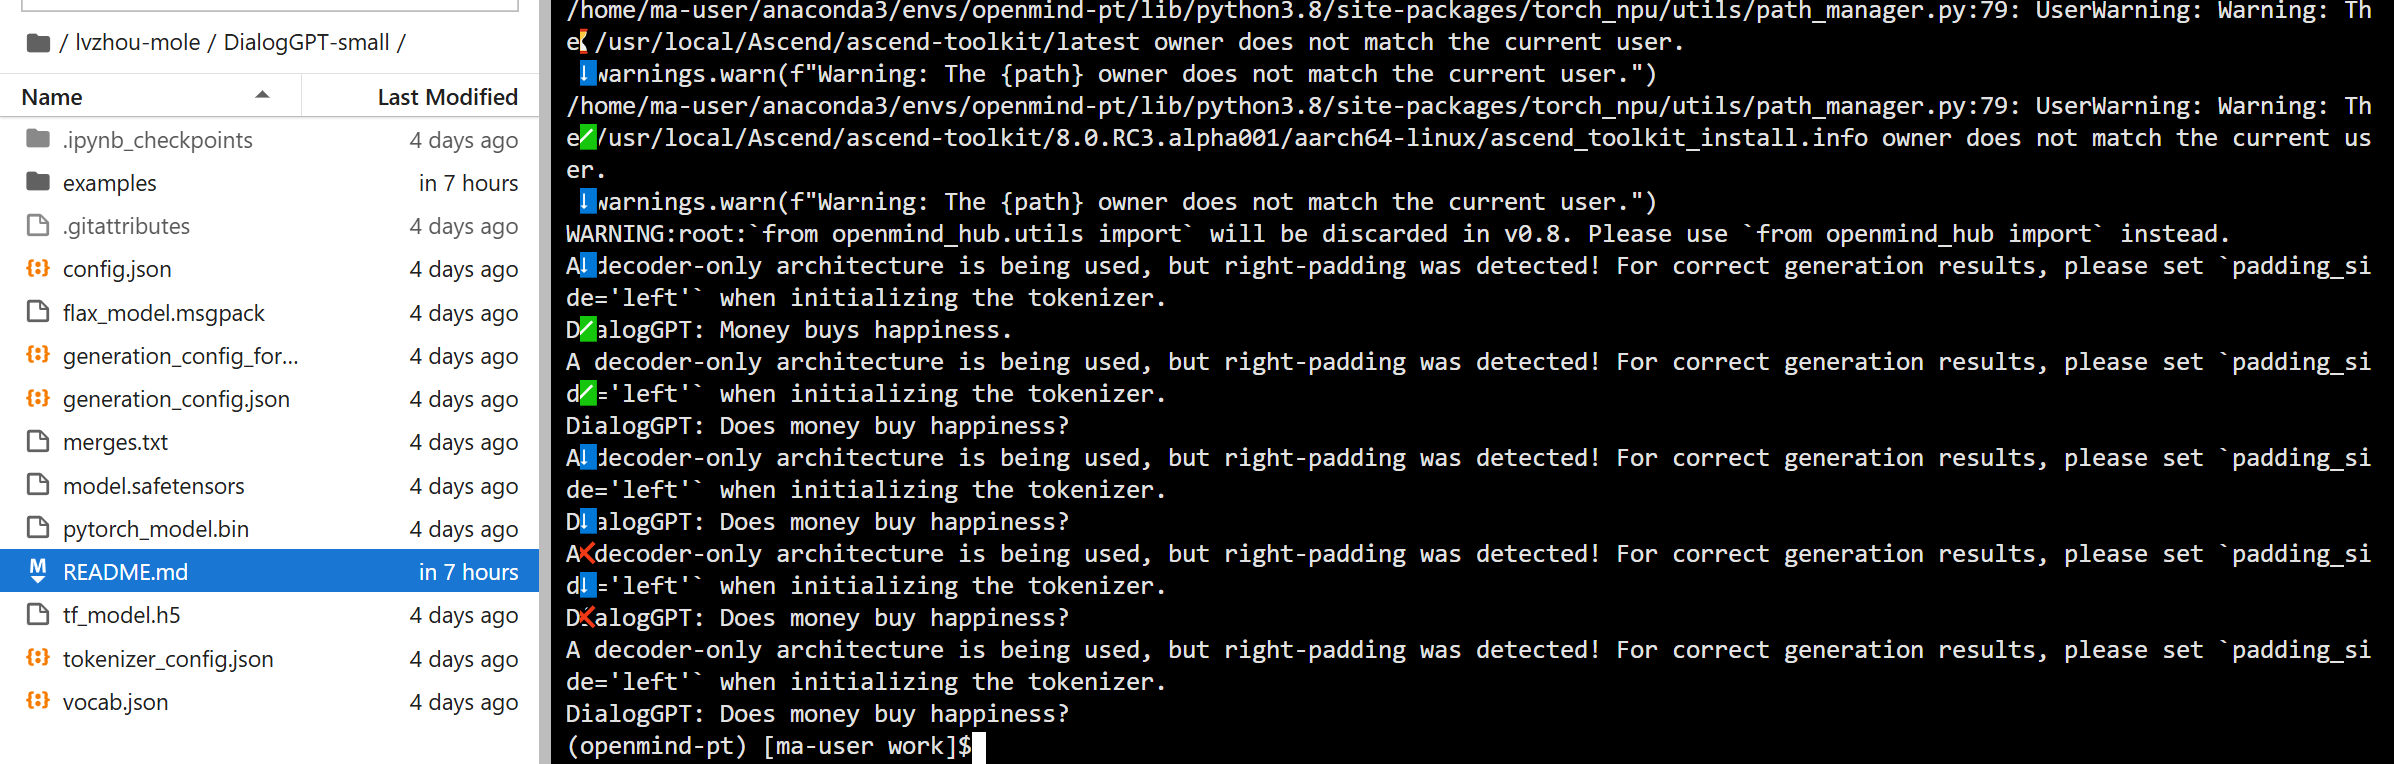 / lvzhou-mole / DialogGPT-small /
Name Last Modified
.ipynb_checkpoints 4 days ago
examples in 7 hours
.gitattributes 4 days ago
config.json 4 days ago
flax_model.msgpack 4 days ago
generation_config_for... 4 days ago
generation_config.json 4 days ago
merges.txt 4 days ago
model.safetensors 4 days ago
pytorch_model.bin 4 days ago
README.md in 7 hours
tf_model.h5 4 days ago
tokenizer_config.json 4 days ago
vocab.json 4 days ago
/home/ma-user/anaconda3/envs/openmind-pt/lib/python3.8/site-packages/torch_npu/utils/path_manager.py:79: UserWarning: Warning: Th
e /usr/local/Ascend/ascend-toolkit/latest owner does not match the current user.
warnings.warn(f"Warning: The {path} owner does not match the current user.")
/home/ma-user/anaconda3/envs/openmind-pt/lib/python3.8/site-packages/torch_npu/utils/path_manager.py:79: UserWarning: Warning: Th
e /usr/local/Ascend/ascend-toolkit/8.0.RC3.alpha001/aarch64-linux/ascend_toolkit_install.info owner does not match the current us
er.
warnings.warn(f"Warning: The {path} owner does not match the current user.")
WARNING:root:`from openmind_hub.utils import` will be discarded in v0.8. Please use `from openmind_hub import` instead.
A decoder-only architecture is being used, but right-padding was detected! For correct generation results, please set `padding_si
de='left'` when initializing the tokenizer.
DialogGPT: Money buys happiness.
A decoder-only architecture is being used, but right-padding was detected! For correct generation results, please set `padding_si
de='left'` when initializing the tokenizer.
DialogGPT: Does money buy happiness?
A decoder-only architecture is being used, but right-padding was detected! For correct generation results, please set `padding_si
de='left'` when initializing the tokenizer.
DialogGPT: Does money buy happiness?
A decoder-only architecture is being used, but right-padding was detected! For correct generation results, please set `padding_si
de='left'` when initializing the tokenizer.
DialogGPT: Does money buy happiness?
A decoder-only architecture is being used, but right-padding was detected! For correct generation results, please set `padding_si
de='left'` when initializing the tokenizer.
DialogGPT: Does money buy happiness?
(openmind-pt) [ma-user work]$